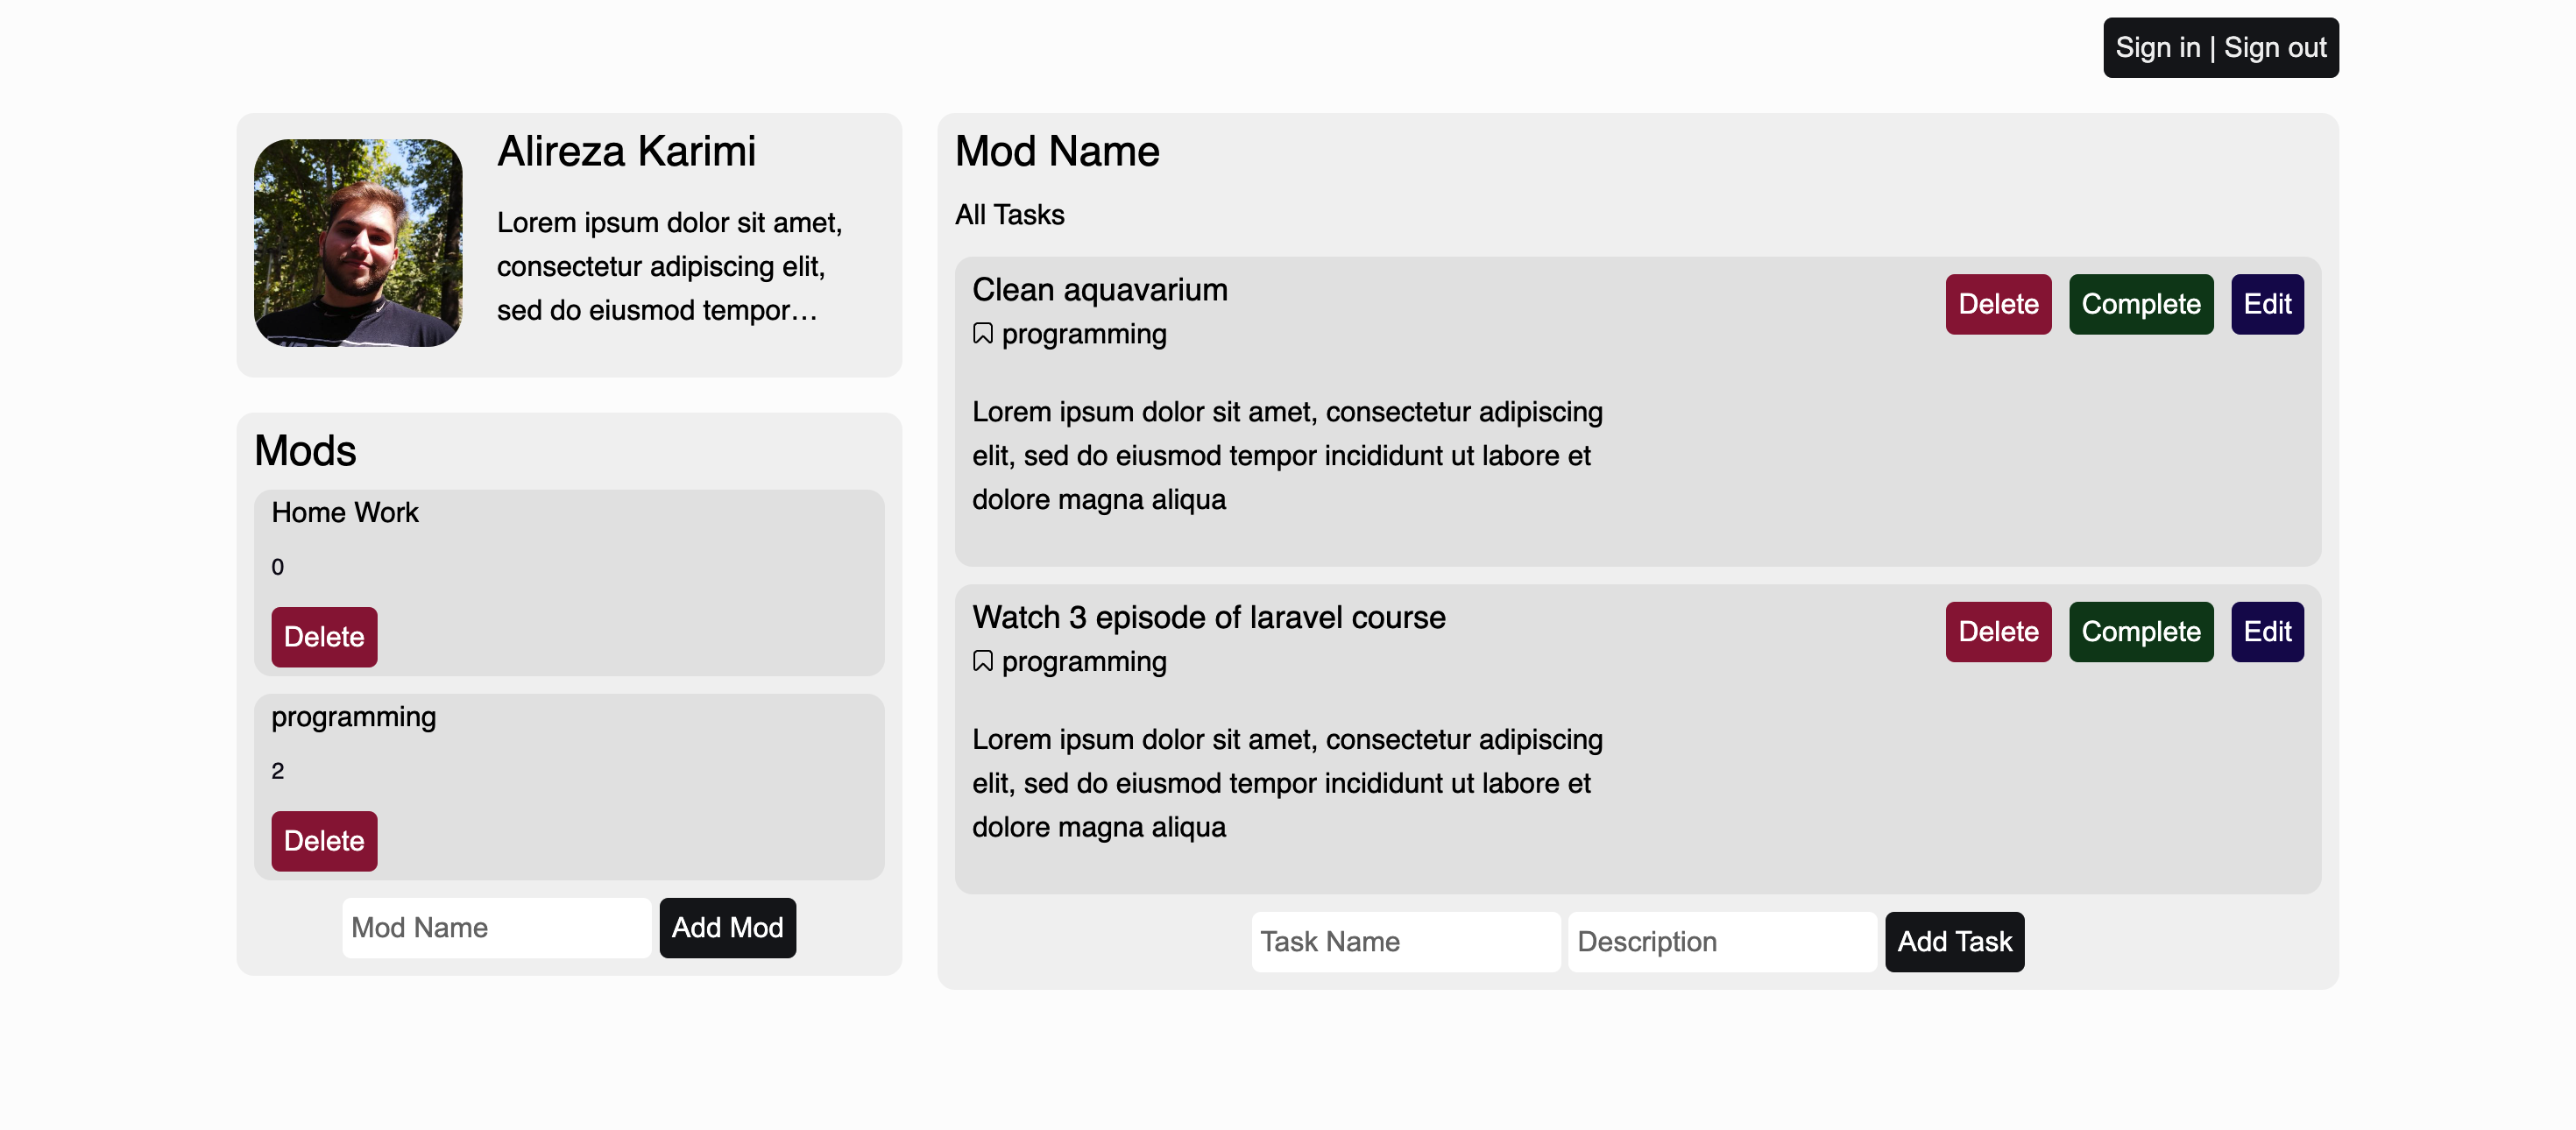 Sign in | Sign out
Alireza Karimi
Lorem ipsum dolor sit amet,
consectetur adipiscing elit,
sed do eiusmod tempor…
Mods
Home Work
0
Delete
programming
2
Delete
Mod Name
Add Mod
Mod Name
All Tasks
Clean aquavarium
Delete
Complete
Edit
programming
Lorem ipsum dolor sit amet, consectetur adipiscing
elit, sed do eiusmod tempor incididunt ut labore et
dolore magna aliqua
Watch 3 episode of laravel course
Delete
Complete
Edit
programming
Lorem ipsum dolor sit amet, consectetur adipiscing
elit, sed do eiusmod tempor incididunt ut labore et
dolore magna aliqua
Task Name
Description
Add Task